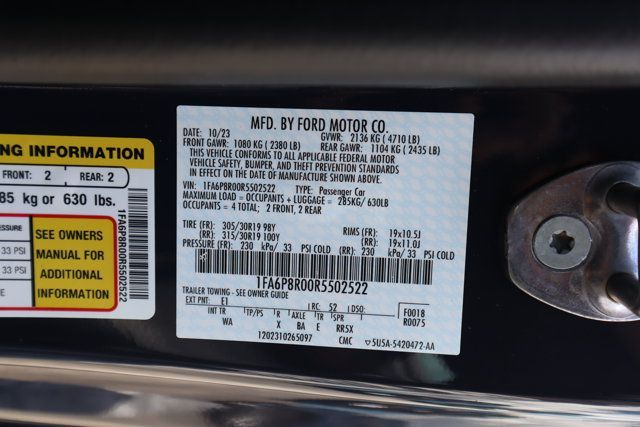 ING INFORMATION
FRONT: 2 REAR: 2
85 kg or 630 lbs.
RESSURE
33 PSI
33 PSI
E
SEE OWNERS
MANUAL FOR
ADDITIONAL
INFORMATION
1FA6P8R00R5502522
MFD. BY FORD MOTOR CO.
10/23 GVWR: 2136 KG ( 4710 LB)
FRONT GAWR: 1080 KG ( 2380 LB) REAR GAWR: 1104 KG ( 2435 LB)
THIS VEHICLE CONFORMS TO ALL APPLICABLE FEDERAL MOTOR
VEHICLE SAFETY, BUMPER, AND THEFT PREVENTION STANDARDS
IN EFFECT ON THE DATE OF MANUFACTURE SHOWN ABOVE.
VIN: 1FA6P8R00R5502522 TYPE: Passenger Car
MAXIMUM LOAD = OCCUPANTS + LUGGAGE = 285KG/ 630LB
OCCUPANTS = 4 TOTAL; 2 FRONT, 2 REAR
TIRE (FR): 305/30R19 98Y RIMS (FR): 19x10.5J
(RR): 315/30R19 100Y (RR): 19x11.0J
PRESSURE (FR): 230 kPa/ 33 PSI COLD (RR): 230 kPa/ 33 PSI COLD
1FA6P8R00R5502522
TRAILER TOWING - SEE OWNER GUIDE
EXT PNT: E1 RC: 52 DSO: F0018
INT TR TP/PS R AXLE TR SPR R0075
WA X BA E RR5X
1202310265097 CMC 5U5A-5420472-AA